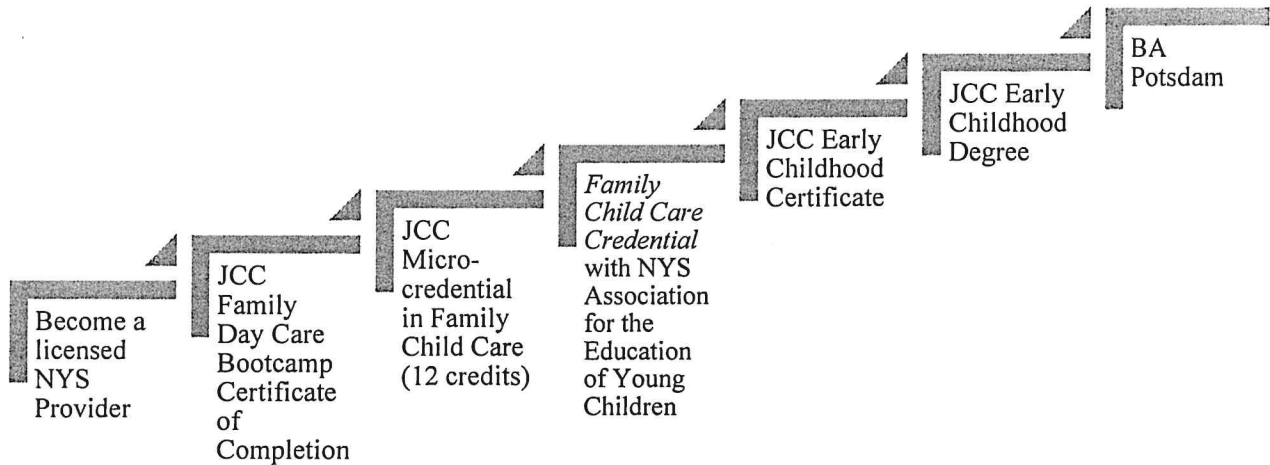 Become a
licensed
NYS
Provider
JCC
Family
Day Care
Bootcamp
Certificate
of
Completion
JCC
Micro-
credential
in Family
Child Care
(12 credits)
Family
Child Care
Credential
with NYS
Association
for the
Education
of Young
Children
JCC Early
Childhood
Certificate
JCC Early
Childhood
Degree
BA
Potsdam